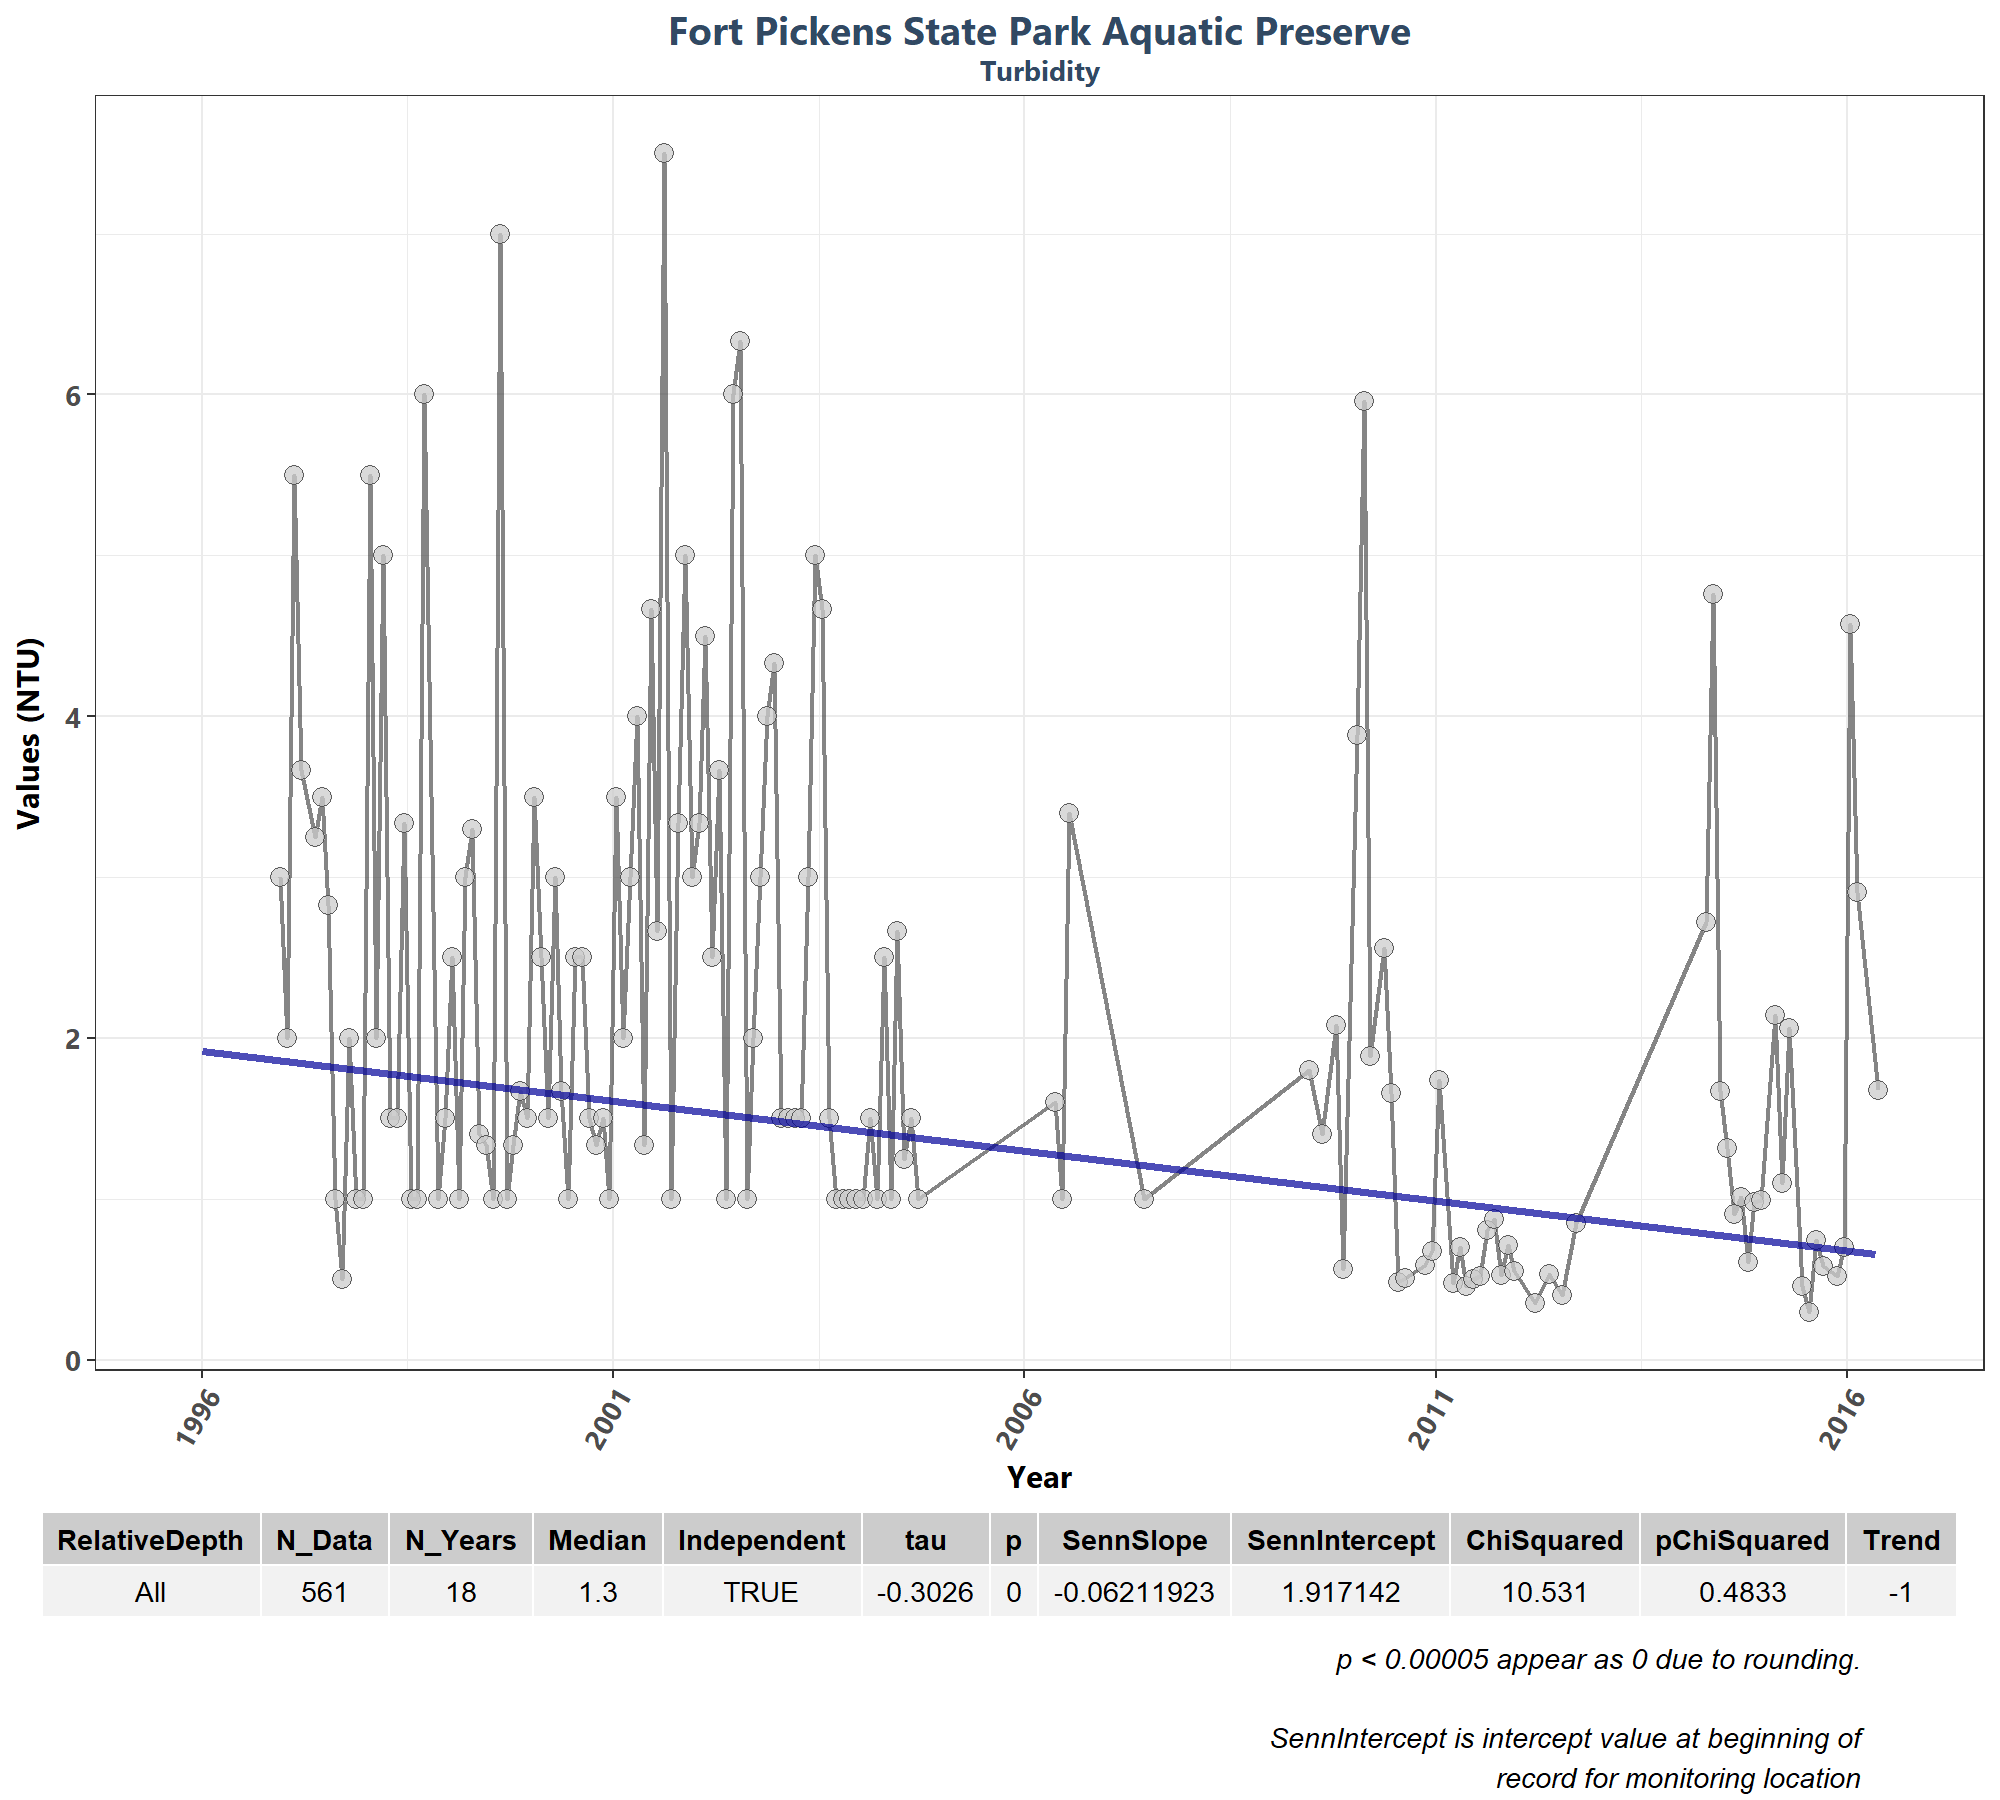 Fort Pickens State Park Aquatic Preserve
Turbidity
Values (NTU)
6
4
2
0
1996
2001
2006
2011
2016
Year
RelativeDepth N_Data N_Years Median Independent tau p SennSlope SennIntercept ChiSquared pChiSquared Trend
All 561 18 1.3 TRUE -0.3026 0 -0.06211923 1.917142 10.531 0.4833 -1
p < 0.00005 appear as 0 due to rounding.
SennIntercept is intercept value at beginning of
record for monitoring location